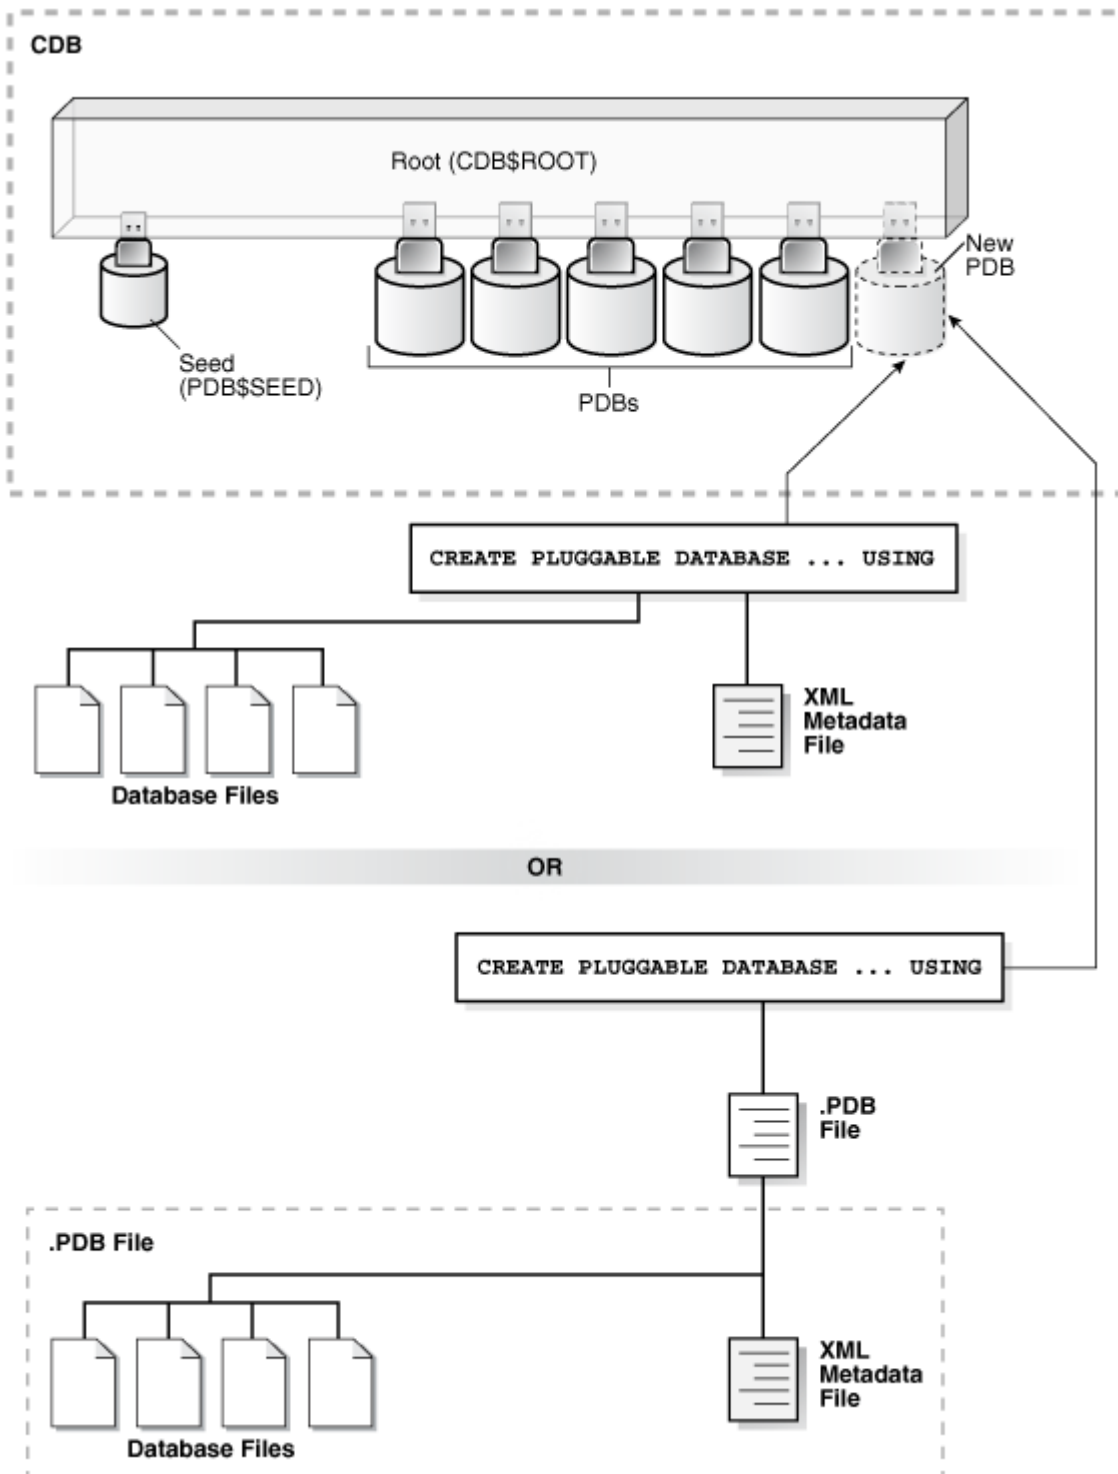 CDB
Root (CDB$ROOT)
New
PDB
Seed
(PDB$SEED)
PDBs
CREATE PLUGGABLE DATABASE ... USING
XML
Metadata
File
Database Files
OR
CREATE PLUGGABLE DATABASE ... USING
.PDB
File
.PDB File
XML
Metadata
File
Database Files